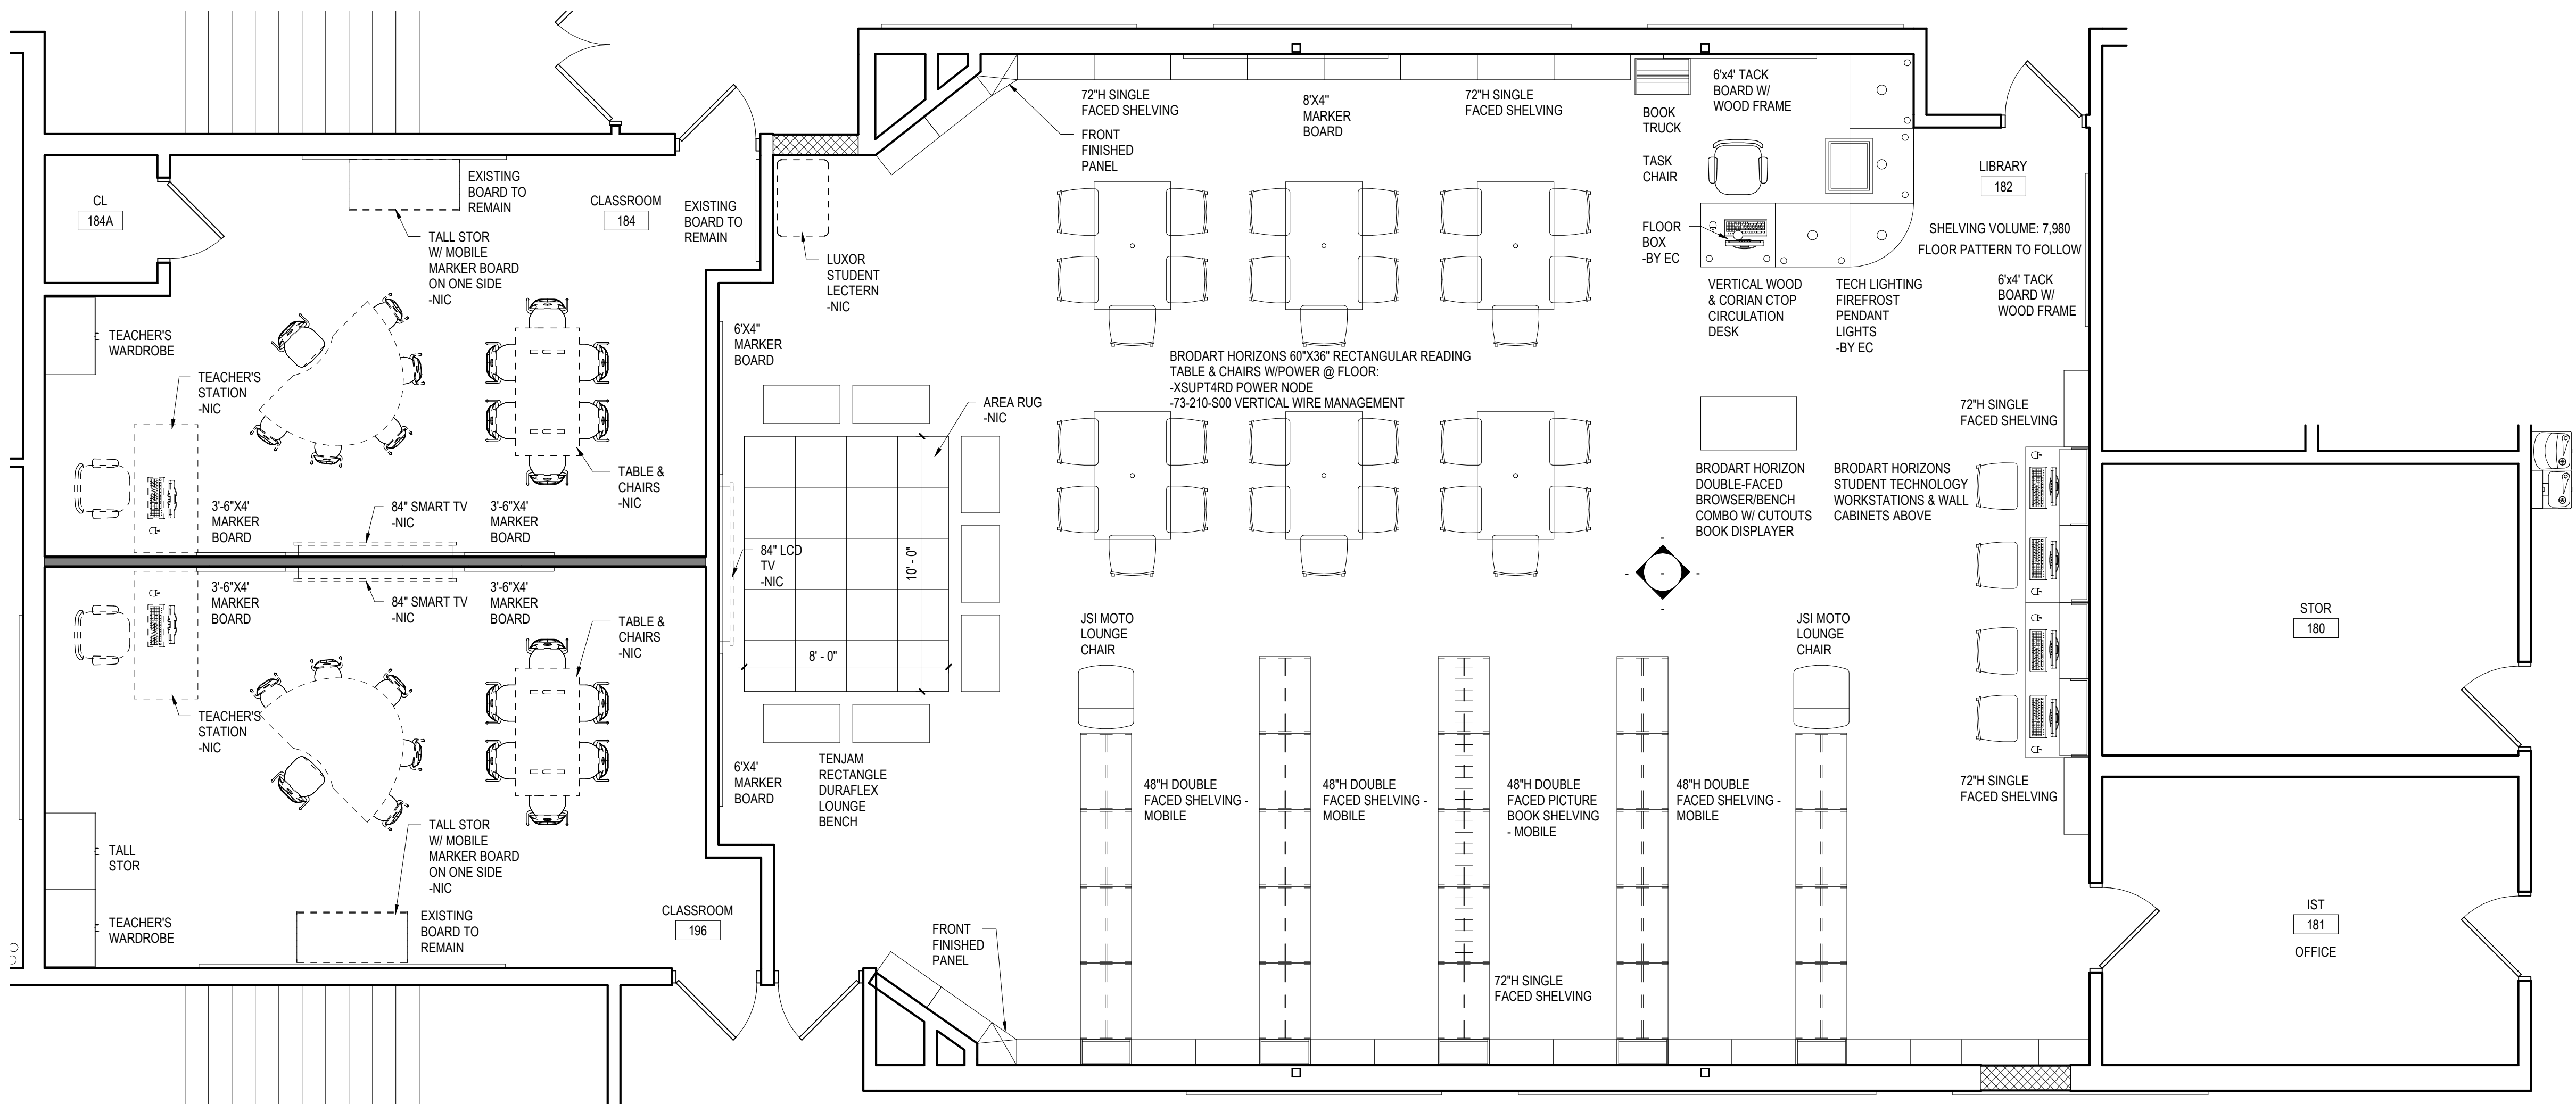 CL
184A
EXISTING
BOARD TO
REMAIN
CLASSROOM
184
EXISTING
BOARD TO
REMAIN
TALL STOR
W/ MOBILE
MARKER BOARD
ON ONE SIDE
-NIC
TEACHER'S
WARDROBE
TEACHER'S
STATION
-NIC
3'-6"X4'
MARKER
BOARD
84" SMART TV
-NIC
3'-6"X4'
MARKER
BOARD
TABLE &
CHAIRS
-NIC
3'-6"X4'
MARKER
BOARD
84" SMART TV
-NIC
3'-6"X4'
MARKER
BOARD
TABLE &
CHAIRS
-NIC
TEACHER'S
STATION
-NIC
TALL STOR
W/ MOBILE
MARKER BOARD
ON ONE SIDE
-NIC
TALL
STOR
TEACHER'S
WARDROBE
EXISTING
BOARD TO
REMAIN
CLASSROOM
196
LUXOR
STUDENT
LECTERN
-NIC
6'X4"
MARKER
BOARD
AREA RUG
-NIC
84" LCD
TV
-NIC
10' - 0"
8' - 0"
6'X4'
MARKER
BOARD
TENJAM
RECTANGLE
DURAFLEX
LOUNGE
BENCH
FRONT
FINISHED
PANEL
72"H SINGLE
FACED SHELVING
FRONT
FINISHED
PANEL
8'X4"
MARKER
BOARD
72"H SINGLE
FACED SHELVING
BOOK
TRUCK
6'x4' TACK
BOARD W/
WOOD FRAME
TASK
CHAIR
FLOOR
BOX
-BY EC
VERTICAL WOOD
& CORIAN CTOP
CIRCULATION
DESK
TECH LIGHTING
FIREFROST
PENDANT
LIGHTS
-BY EC
LIBRARY
182
SHELVING VOLUME: 7,980
FLOOR PATTERN TO FOLLOW
6'x4' TACK
BOARD W/
WOOD FRAME
BRODART HORIZONS 60"X36" RECTANGULAR READING
TABLE & CHAIRS W/POWER @ FLOOR:
-XSUPT4RD POWER NODE
-73-210-S00 VERTICAL WIRE MANAGEMENT
72"H SINGLE
FACED SHELVING
BRODART HORIZON
DOUBLE-FACED
BROWSER/BENCH
COMBO W/ CUTOUTS
BOOK DISPLAYER
BRODART HORIZONS
STUDENT TECHNOLOGY
WORKSTATIONS & WALL
CABINETS ABOVE
JSI MOTO
LOUNGE
CHAIR
JSI MOTO
LOUNGE
CHAIR
48"H DOUBLE
FACED SHELVING -
MOBILE
48"H DOUBLE
FACED SHELVING -
MOBILE
48"H DOUBLE
FACED PICTURE
BOOK SHELVING
- MOBILE
48"H DOUBLE
FACED SHELVING -
MOBILE
72"H SINGLE
FACED SHELVING
72"H SINGLE
FACED SHELVING
STOR
180
IST
181
OFFICE